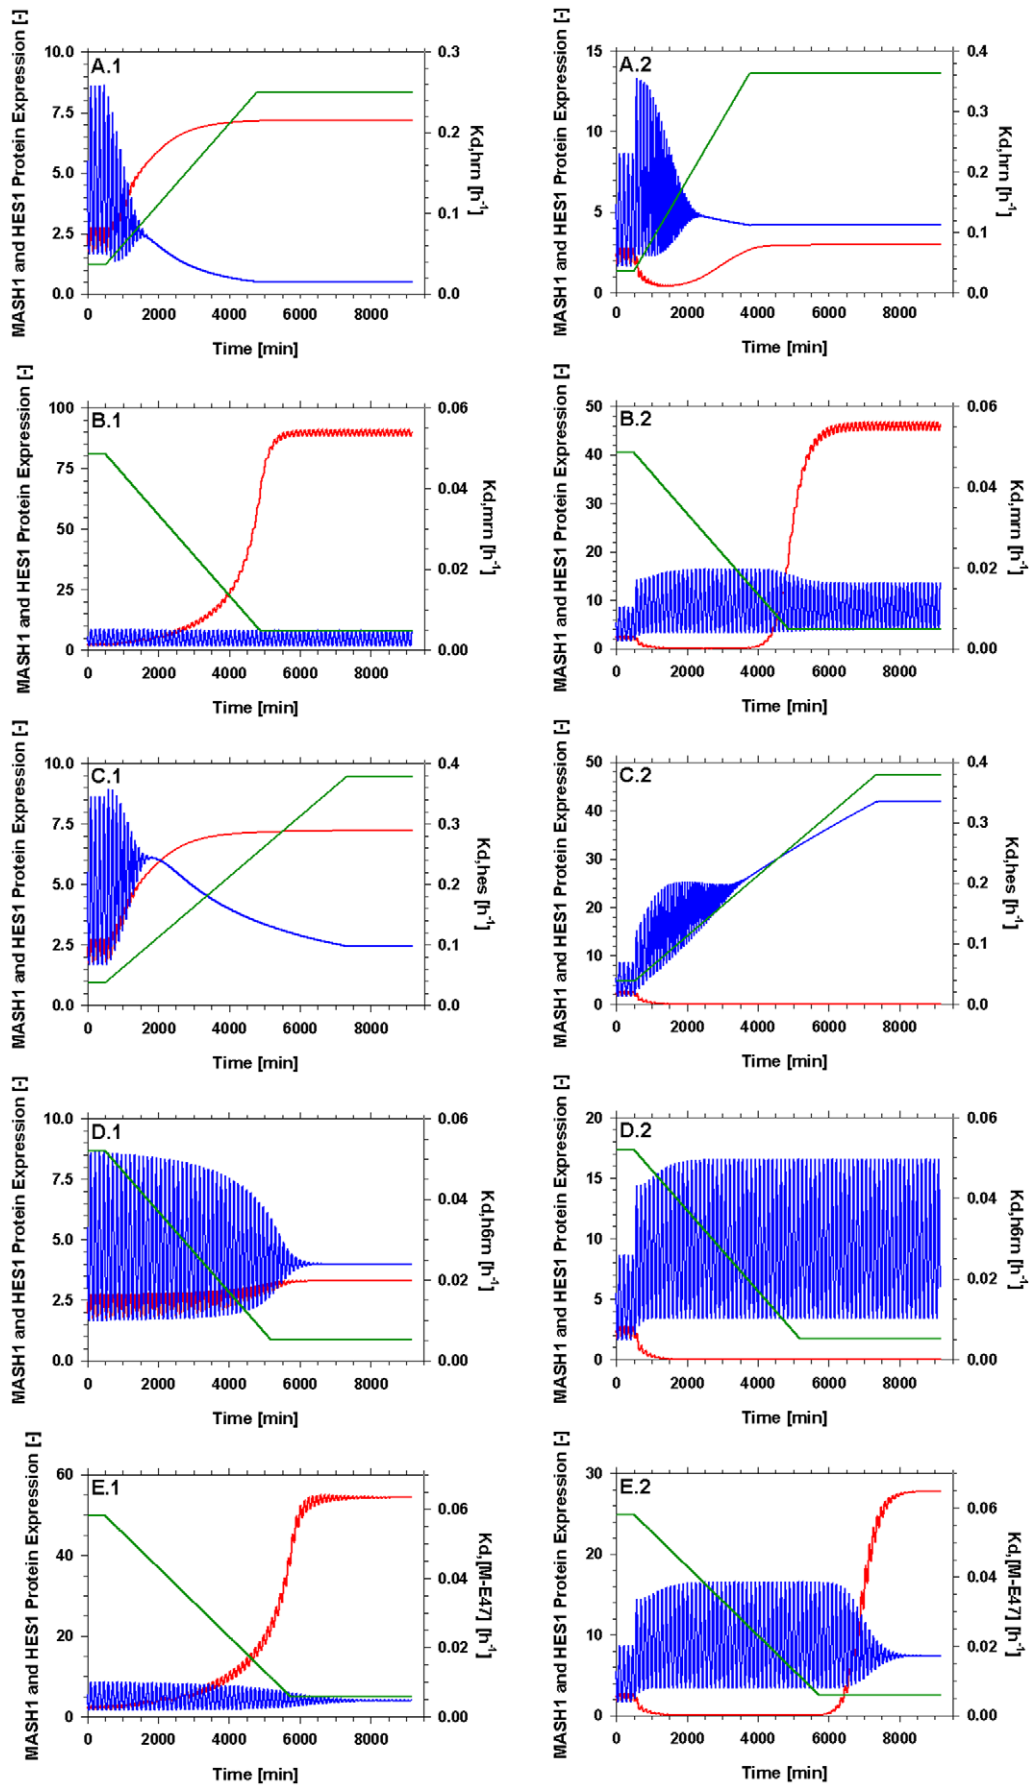 A.1
MASH1 and HES1 Protein Expression [-]
10.0
7.5
5.0
2.5
0.0
0.3
0.2
0.1
0.0
Kd,hrn [h-1]
0 2000 4000 6000 8000
Time [min]
A.2
MASH1 and HES1 Protein Expression [-]
15
10
5
0
0.4
0.3
0.2
0.1
0.0
Kd,hrn [h-1]
0 2000 4000 6000 8000
Time [min]
B.1
MASH1 and HES1 Protein Expression [-]
100
75
50
25
0
0.06
0.04
0.02
0.00
Kd,mrn [h-1]
0 2000 4000 6000 8000
Time [min]
B.2
MASH1 and HES1 Protein Expression [-]
50
40
30
20
10
0
0.06
0.04
0.02
0.00
Kd,mrn [h-1]
0 2000 4000 6000 8000
Time [min]
C.1
MASH1 and HES1 Protein Expression [-]
10.0
7.5
5.0
2.5
0.0
0.4
0.3
0.2
0.1
0.0
Kd,hes [h-1]
0 2000 4000 6000 8000
Time [min]
C.2
MASH1 and HES1 Protein Expression [-]
50
40
30
20
10
0
0.4
0.3
0.2
0.1
0.0
Kd,hes [h-1]
0 2000 4000 6000 8000
Time [min]
D.1
MASH1 and HES1 Protein Expression [-]
10.0
7.5
5.0
2.5
0.0
0.06
0.04
0.02
0.00
Kd,h6rn [h-1]
0 2000 4000 6000 8000
Time [min]
D.2
MASH1 and HES1 Protein Expression [-]
20
15
10
5
0
0.06
0.04
0.02
0.00
Kd,h6rn [h-1]
0 2000 4000 6000 8000
Time [min]
E.1
MASH1 and HES1 Protein Expression [-]
60
40
20
0
0.06
0.04
0.02
0.00
Kd,[M-E47] [h-1]
0 2000 4000 6000 8000
Time [min]
E.2
MASH1 and HES1 Protein Expression [-]
30
20
10
0
0.06
0.04
0.02
0.00
Kd,[M-E47] [h-1]
0 2000 4000 6000 8000
Time [min]